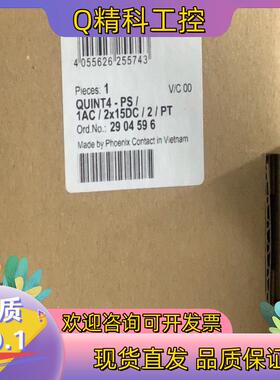 Q精科工控
4 055626 255743
Pieces: 1
V/C 00
QUINT4 - PS /
1AC / 2x15DC / 2 / PT
Ord.No.: 29 04 59 6
Made by Phoenix Contact in Vietnam
质
O.1
欢迎咨询可开发票
现货直发 品质保证